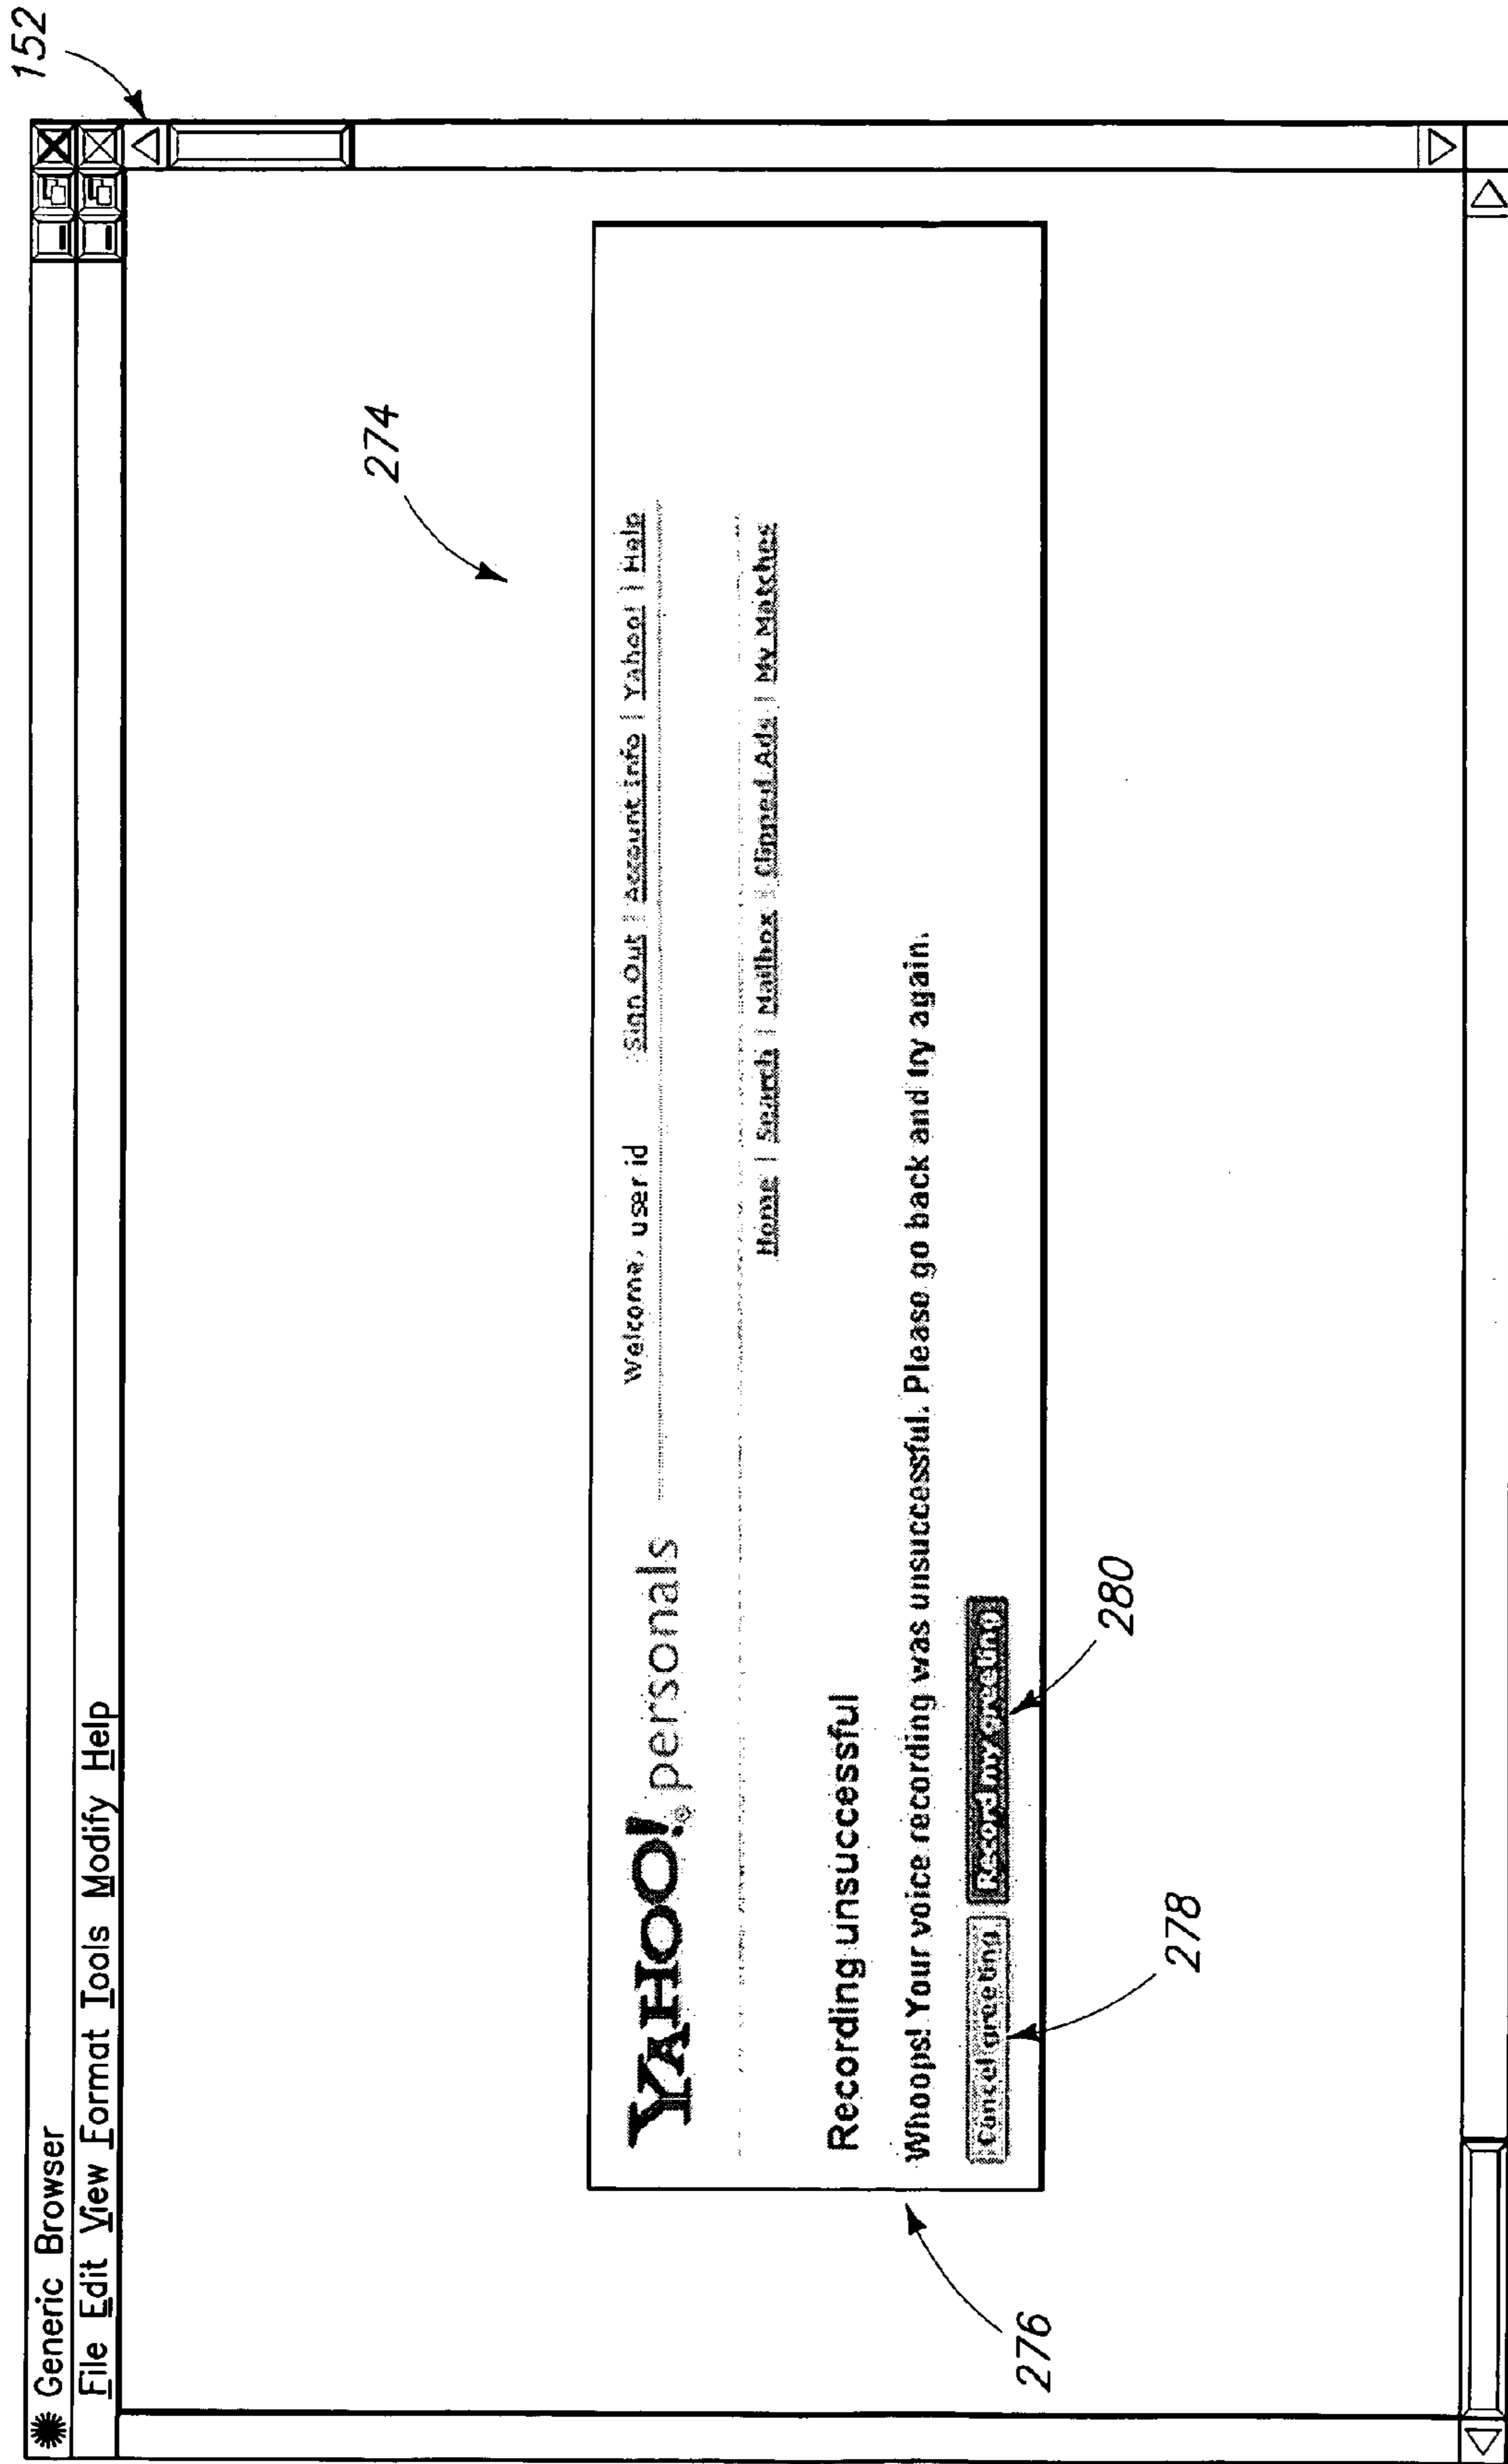 152
Generic Browser
File Edit View Format Tools Modify Help
274
YAHOO!® personals
Welcome, user id Sign Out | Account info | Yahoo! | Help
Home | Search | Mailbox | Clipped Ads | My Matches
Recording unsuccessful
Whoops! Your voice recording was unsuccessful. Please go back and try again.
Cancel greeting Record my greeting
276
278
280